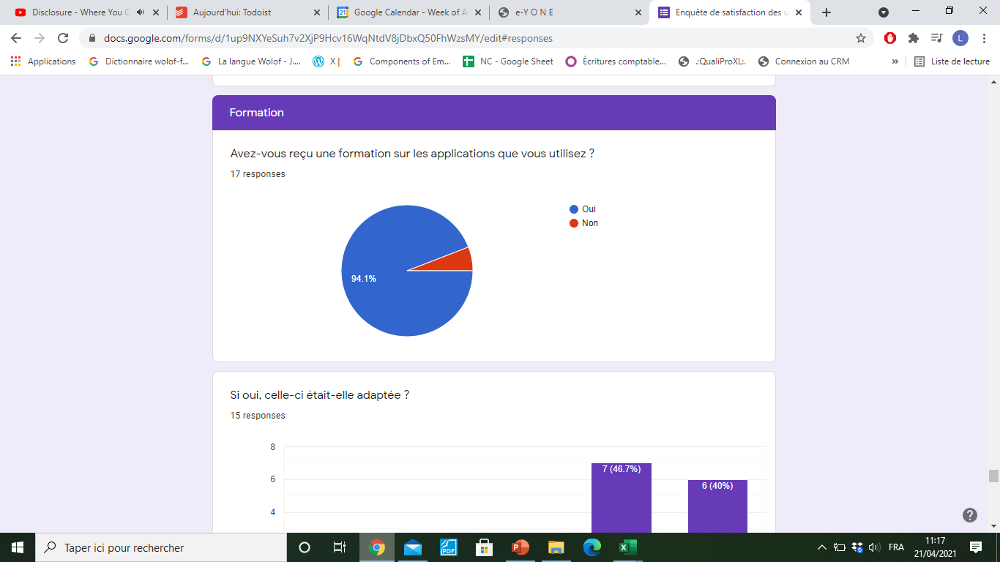 Disclosure - Where You C
Aujourd'hui: Todoist
Google Calendar - Week of A
e-Y O N E
Enquête de satisfaction des u
docs.google.com/forms/d/1up9NXYeSuh7v2XjP9Hcv16WqNtdV8jDbxQ50FhWzsMY/edit#responses
L
Applications
Dictionnaire wolof-f...
La langue Wolof - J....
X |
Components of Em...
NC - Google Sheet
Écritures comptable...
.:QualiProXL:.
Connexion au CRM
»
Liste de lecture
Formation
Avez-vous reçu une formation sur les applications que vous utilisez ?
17 responses
Oui
Non
94.1%
Si oui, celle-ci était-elle adaptée ?
15 responses
8
6
4
7 (46.7%)
6 (40%)
Taper ici pour rechercher
FRA
11:17
21/04/2021